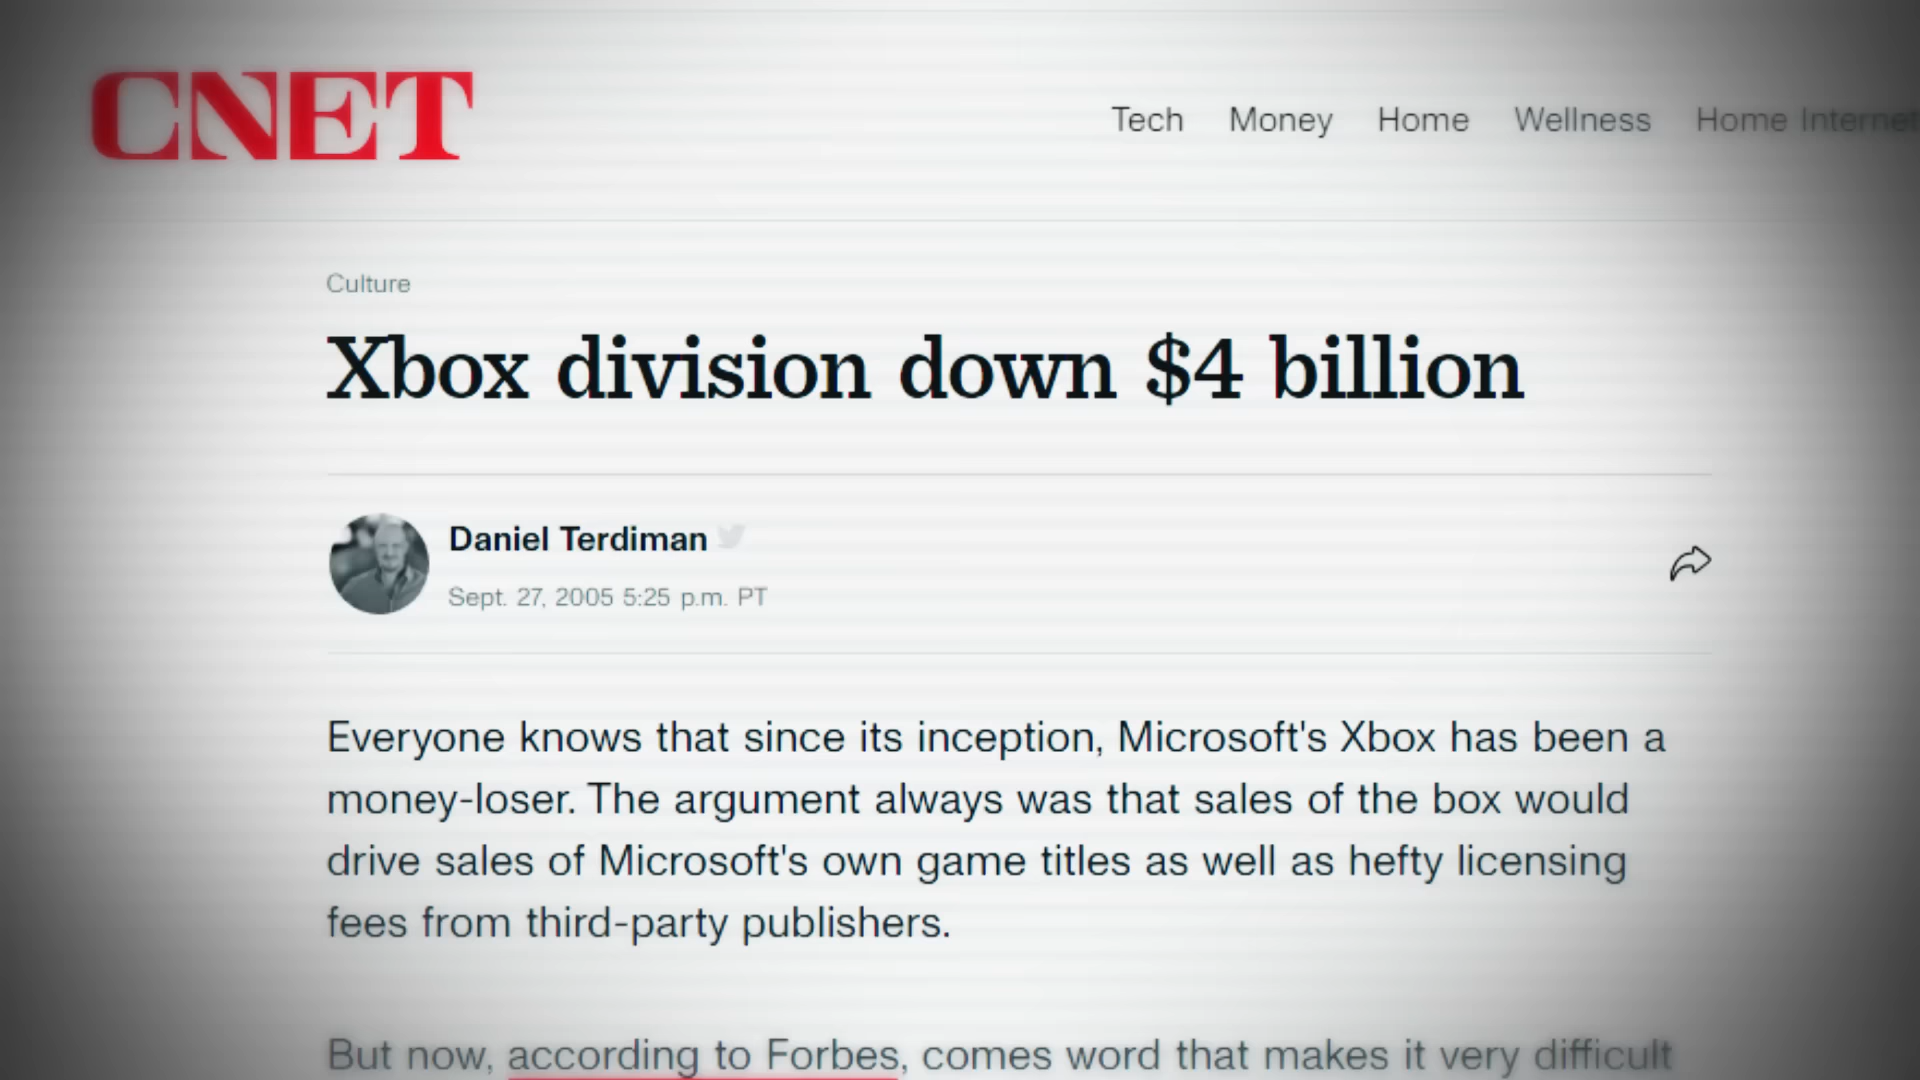 CNET
Tech Money Home Wellness Home Internet
Culture
Xbox division down $4 billion
Daniel Terdiman
Sept. 27, 2005 5:25 p.m. PT
Everyone knows that since its inception, Microsoft's Xbox has been a
money-loser. The argument always was that sales of the box would
drive sales of Microsoft's own game titles as well as hefty licensing
fees from third-party publishers.
But now, according to Forbes, comes word that makes it very difficult